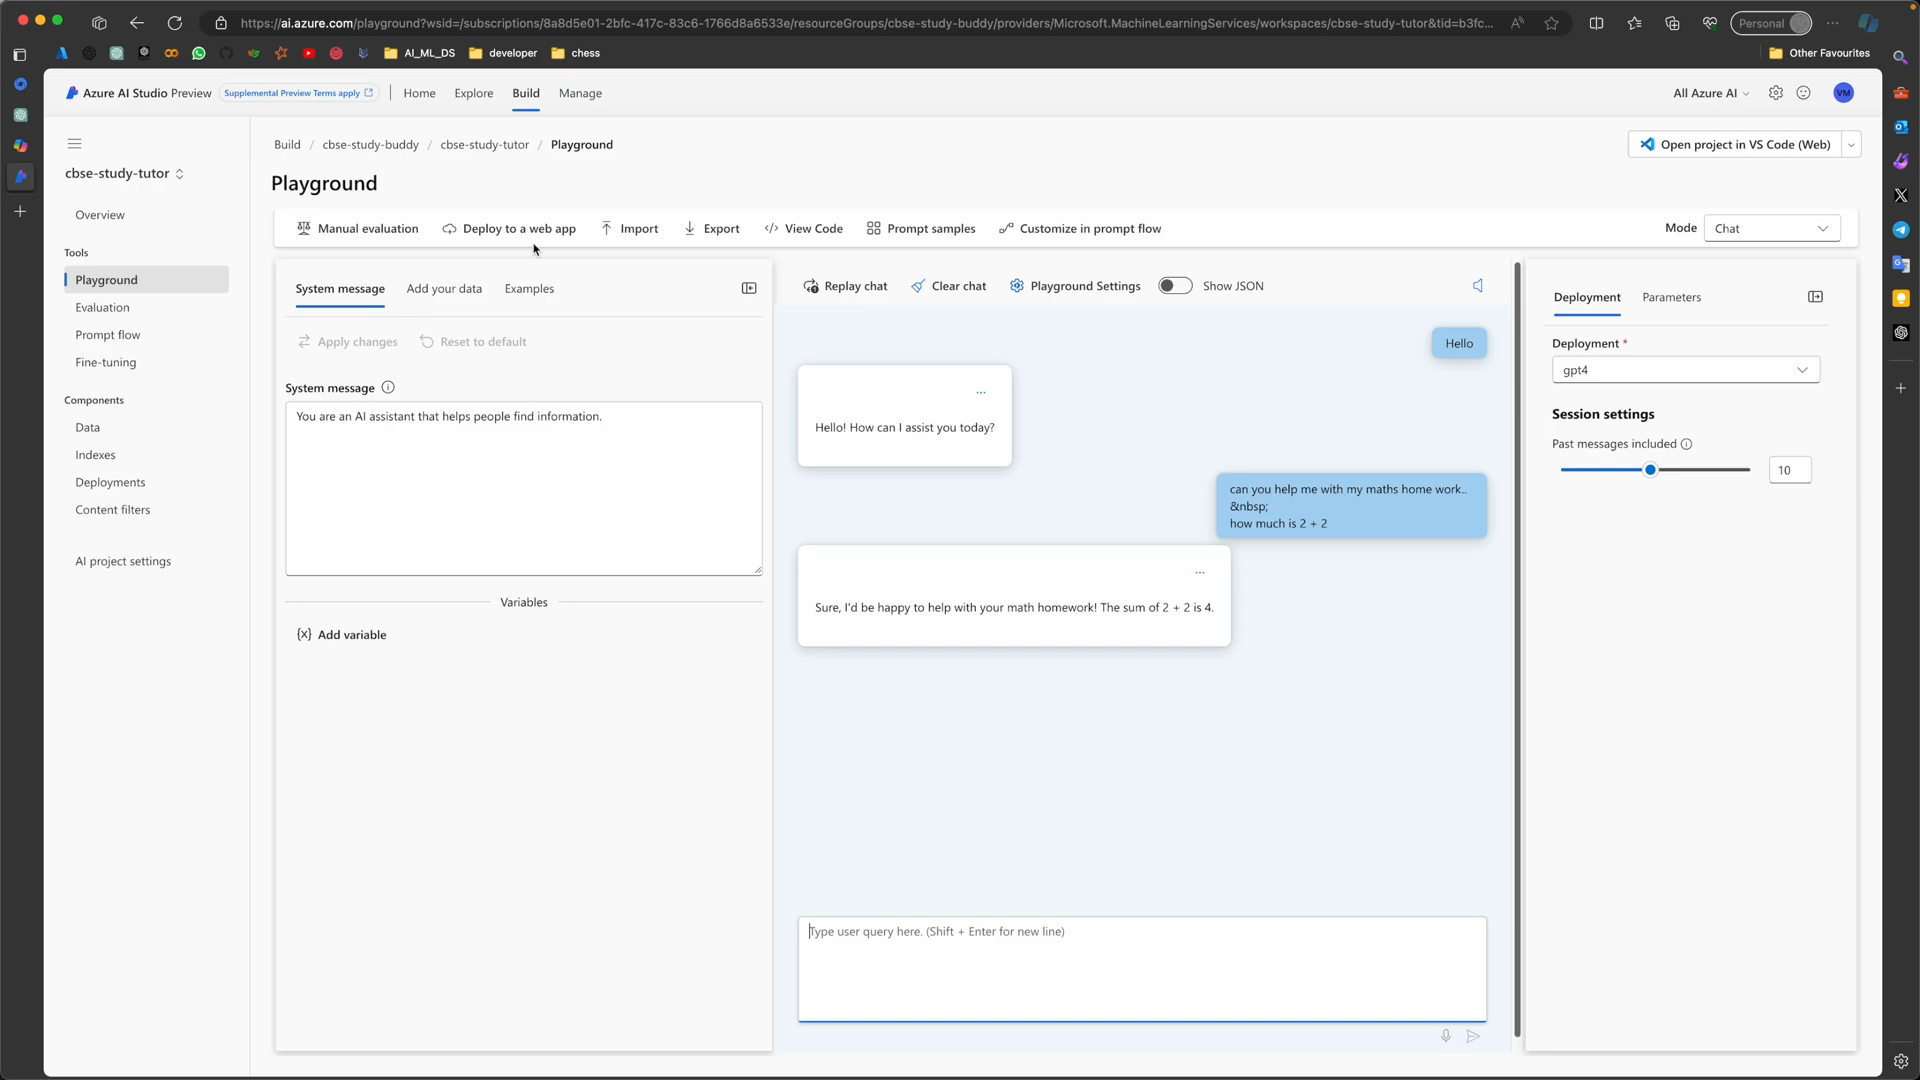 https://ai.azure.com/playground?wsid=/subscriptions/8a8d5e01-2bfc-417c-83c6-1766d8a6533e/resourceGroups/cbse-study-buddy/providers/Microsoft.MachineLearningServices/workspaces/cbse-study-tutor&tid=b3fc...
Personal
AI_ML_DS
developer
chess
Other Favourites
Azure AI Studio Preview
Supplemental Preview Terms apply
Home
Explore
Build
Manage
All Azure AI
VM
Build / cbse-study-buddy / cbse-study-tutor / Playground
Open project in VS Code (Web)
cbse-study-tutor
Overview
Tools
Playground
Evaluation
Prompt flow
Fine-tuning
Components
Data
Indexes
Deployments
Content filters
AI project settings
Playground
Manual evaluation
Deploy to a web app
Import
Export
View Code
Prompt samples
Customize in prompt flow
Mode
Chat
System message
Add your data
Examples
Apply changes
Reset to default
System message
You are an AI assistant that helps people find information.
Variables
{x} Add variable
Replay chat
Clear chat
Playground Settings
Show JSON
Hello
...
Hello! How can I assist you today?
can you help me with my maths home work..
&nbsp;
how much is 2 + 2
...
Sure, I'd be happy to help with your math homework! The sum of 2 + 2 is 4.
Type user query here. (Shift + Enter for new line)
Deployment
Parameters
Deployment *
gpt4
Session settings
Past messages included
10